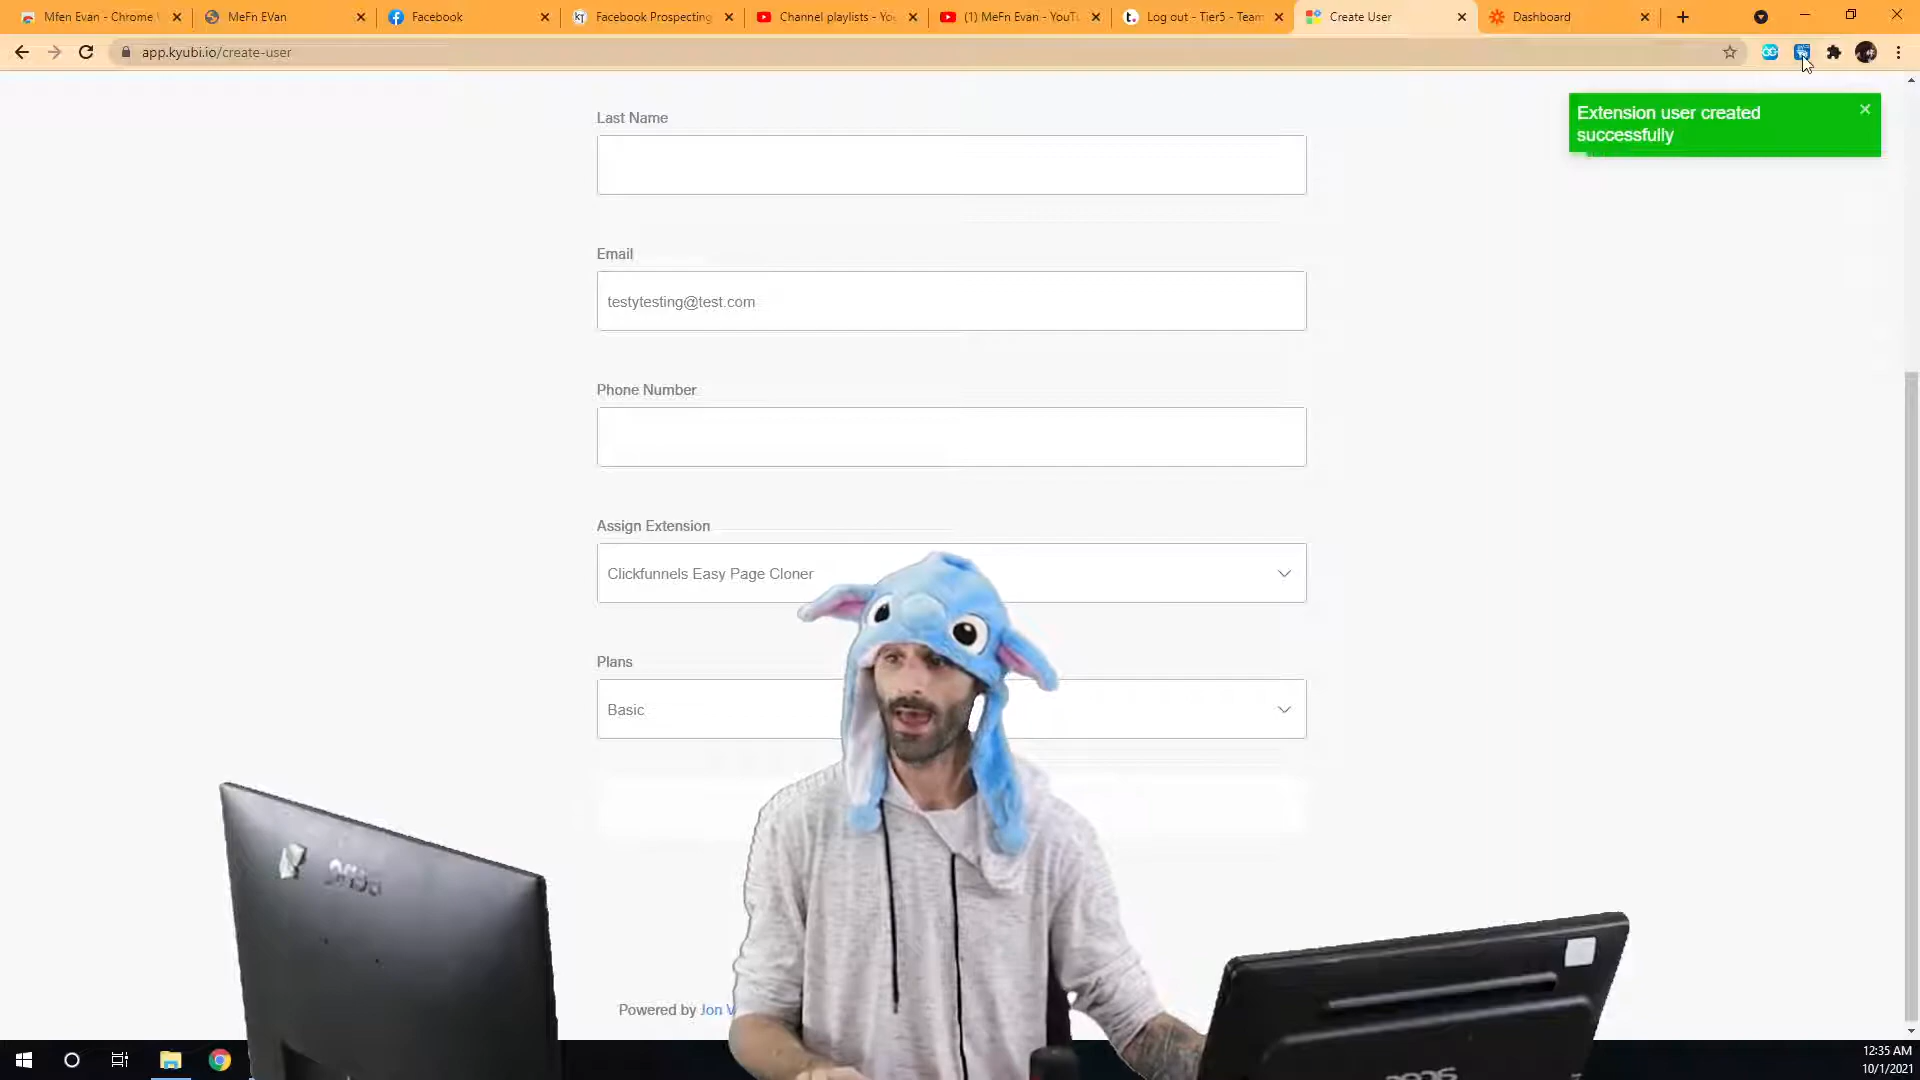 Mfen Evan - Chrome
MeFn EVan
Facebook
Facebook Prospecting
Channel playlists - You
(1) MeFn Evan - YouTu
Log out - Tier5 - Team
Create User
Dashboard
app.kyubi.io/create-user
Extension user created
successfully
Last Name
Email
testytesting@test.com
Phone Number
Assign Extension
Clickfunnels Easy Page Cloner
Plans
Basic
Powered by Jon V
12:35 AM
10/1/2021